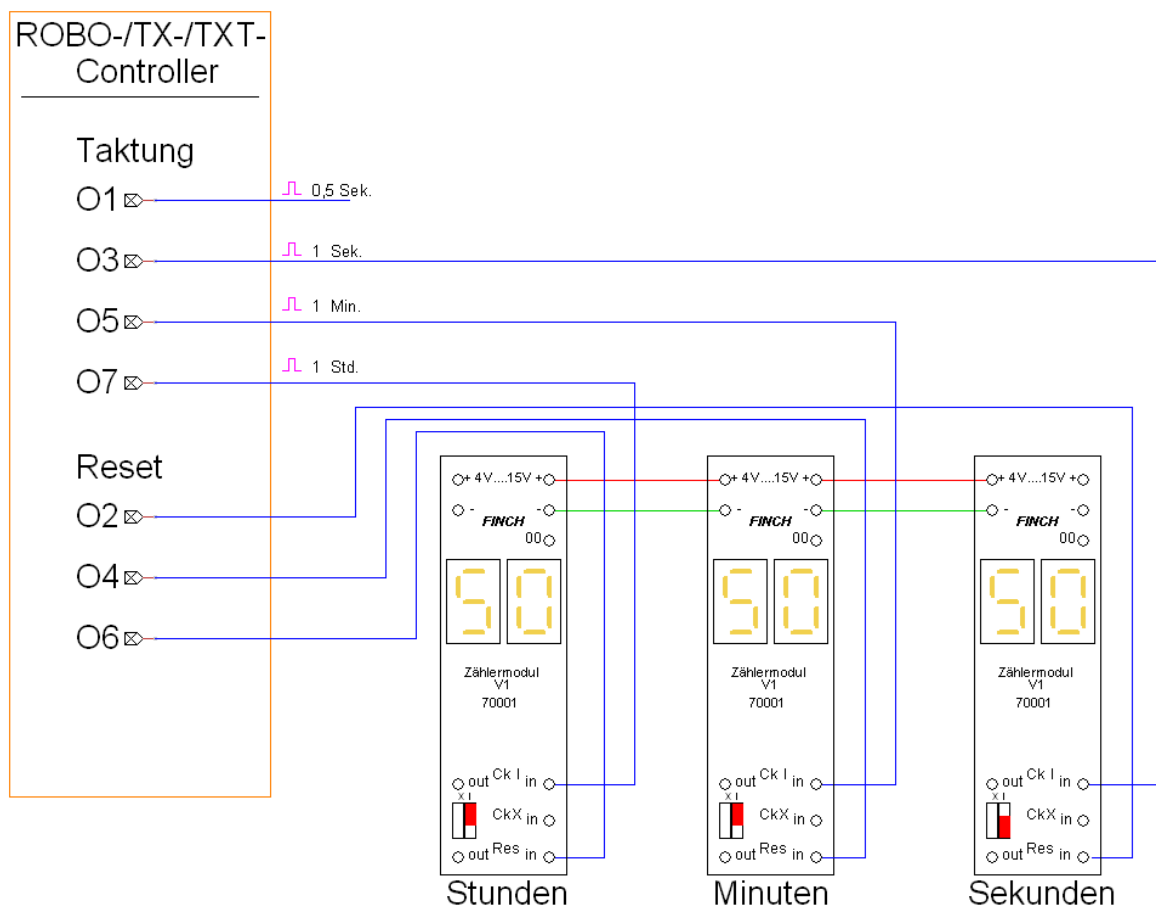 ROBO-/TX-/TXT-
Controller
Taktung
O1 0,5 Sek.
O3 1 Sek.
O5 1 Min.
O7 1 Std.
Reset
O2
O4
O6
+ 4V....15V +
- -
FINCH
00
50
Zählermodul
V1
70001
out Ck I in
X I
CkX in
out Res in
Stunden
+ 4V....15V +
- -
FINCH
00
50
Zählermodul
V1
70001
out Ck I in
X I
CkX in
out Res in
Minuten
+ 4V....15V +
- -
FINCH
00
50
Zählermodul
V1
70001
out Ck I in
X I
CkX in
out Res in
Sekunden